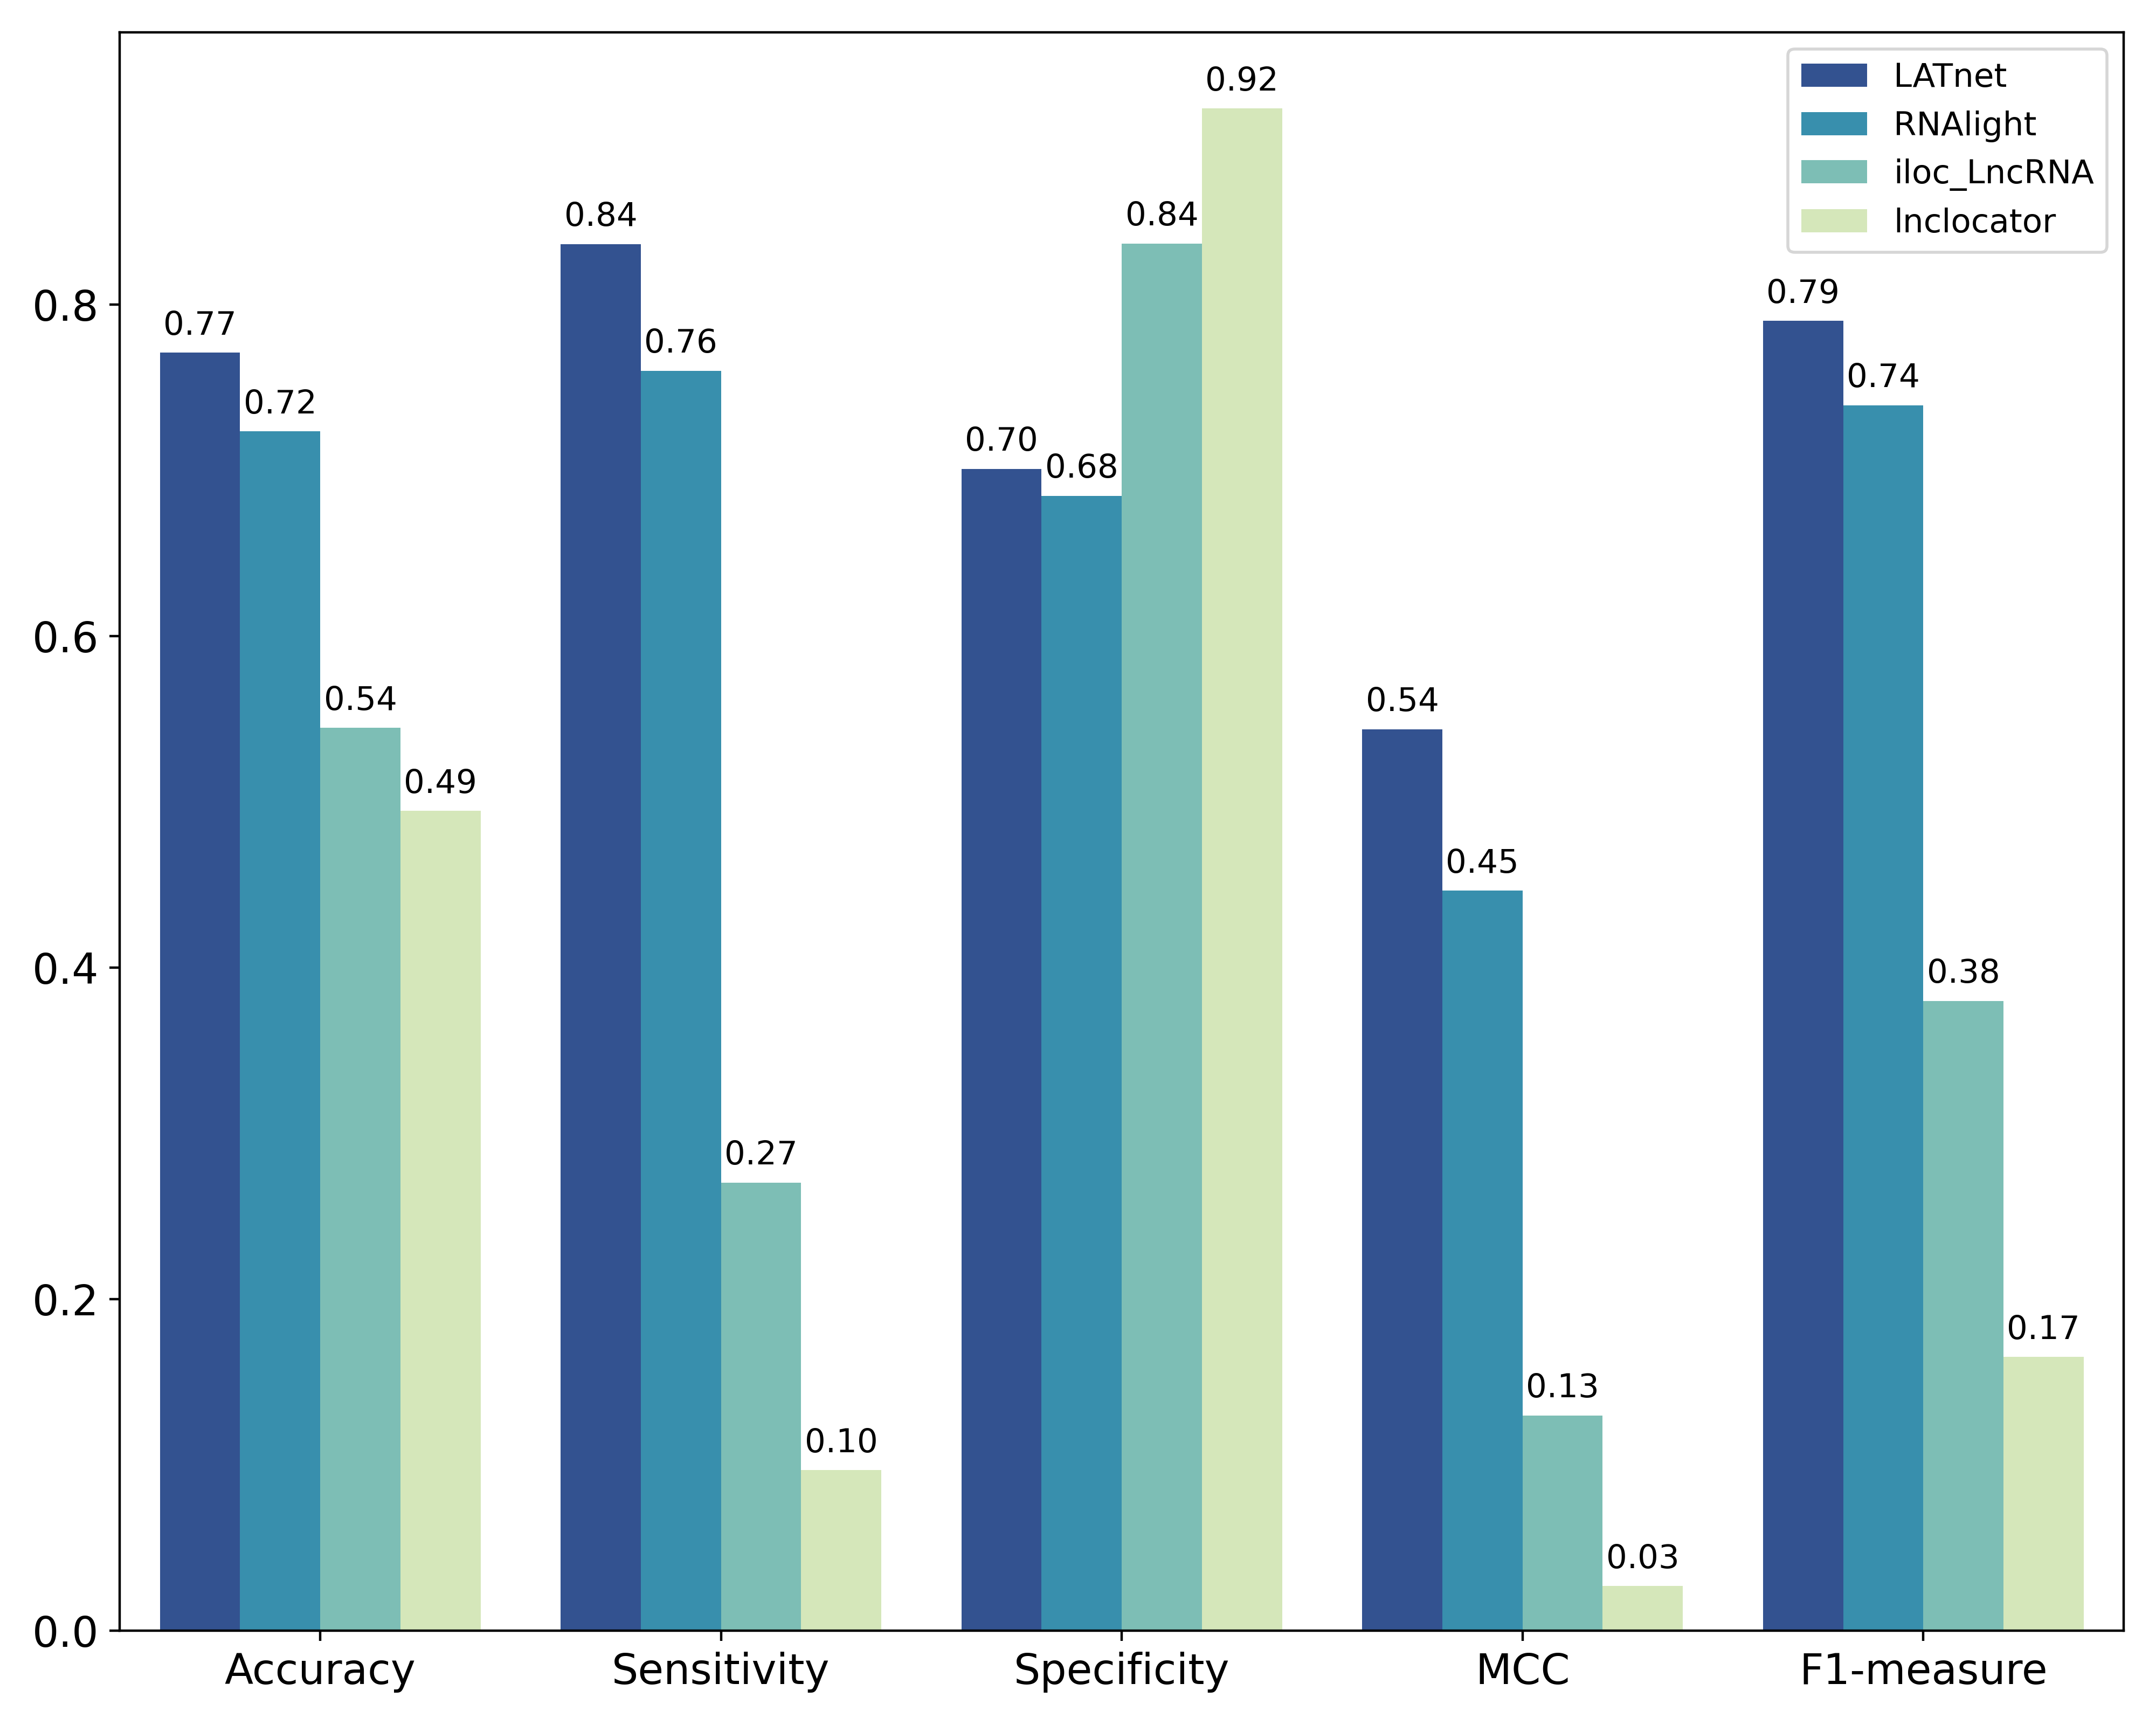 LATnet
RNAlight
iloc_LncRNA
lnclocator
0.8
0.6
0.4
0.2
0.0
0.77
0.72
0.54
0.49
0.84
0.76
0.27
0.10
0.70
0.68
0.84
0.92
0.54
0.45
0.13
0.03
0.79
0.74
0.38
0.17
Accuracy
Sensitivity
Specificity
MCC
F1-measure